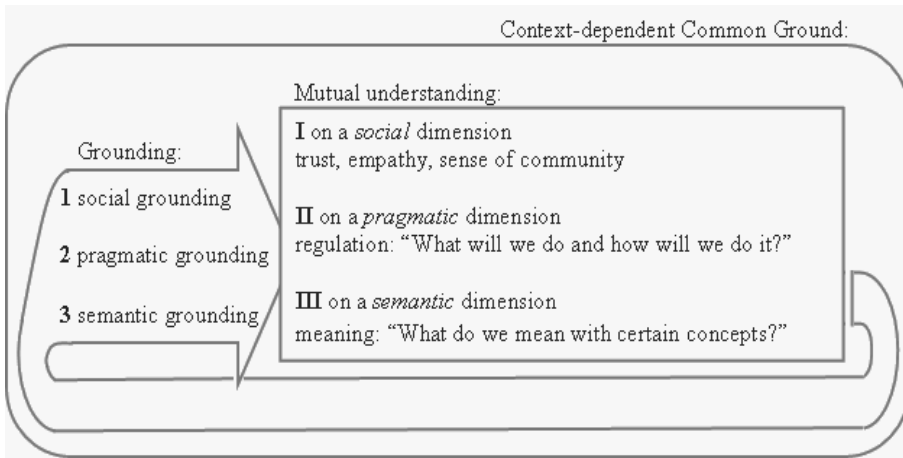 Context-dependent Common Ground:
Mutual understanding:
I on a social dimension
trust, empathy, sense of community
Grounding:
1 social grounding
II on a pragmatic dimension
regulation: “What will we do and how will we do it?”
2 pragmatic grounding
III on a semantic dimension
3 semantic grounding
meaning: “What do we mean with certain concepts?”